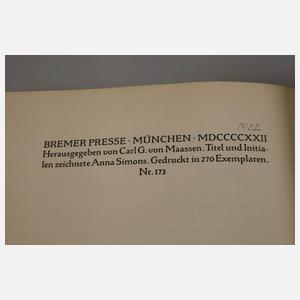 1922
BREMER PRESSE · MÜNCHEN · MDCCCCXXII
Herausgegeben von Carl G. von Maassen. Titel und Initia-
len zeichnete Anna Simons. Gedruckt in 270 Exemplaren.
Nr. 173